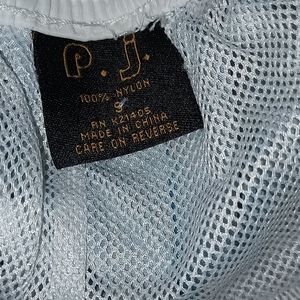 p.j.
100% NYLON
S
RN K21405
MADE IN CHINA
CARE ON REVERSE